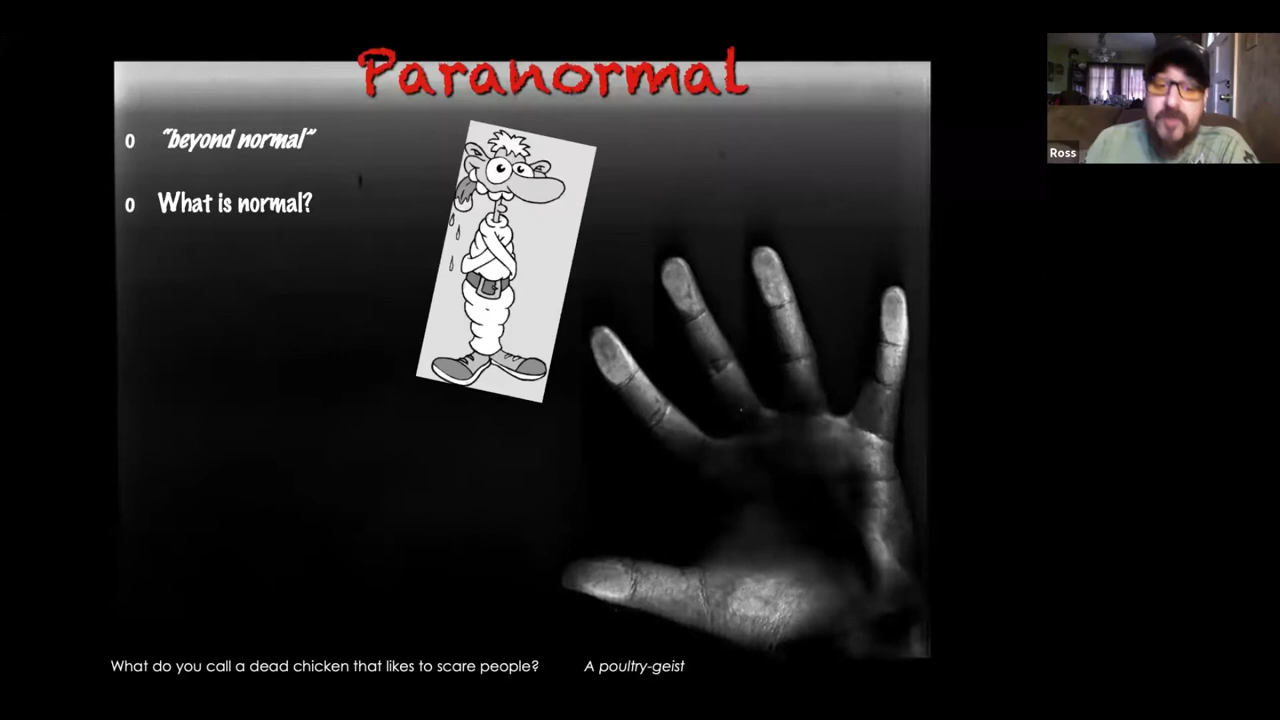 Paranormal
o "beyond normal"
o What is normal?
Ross
What do you call a dead chicken that likes to scare people? A poultry-geist